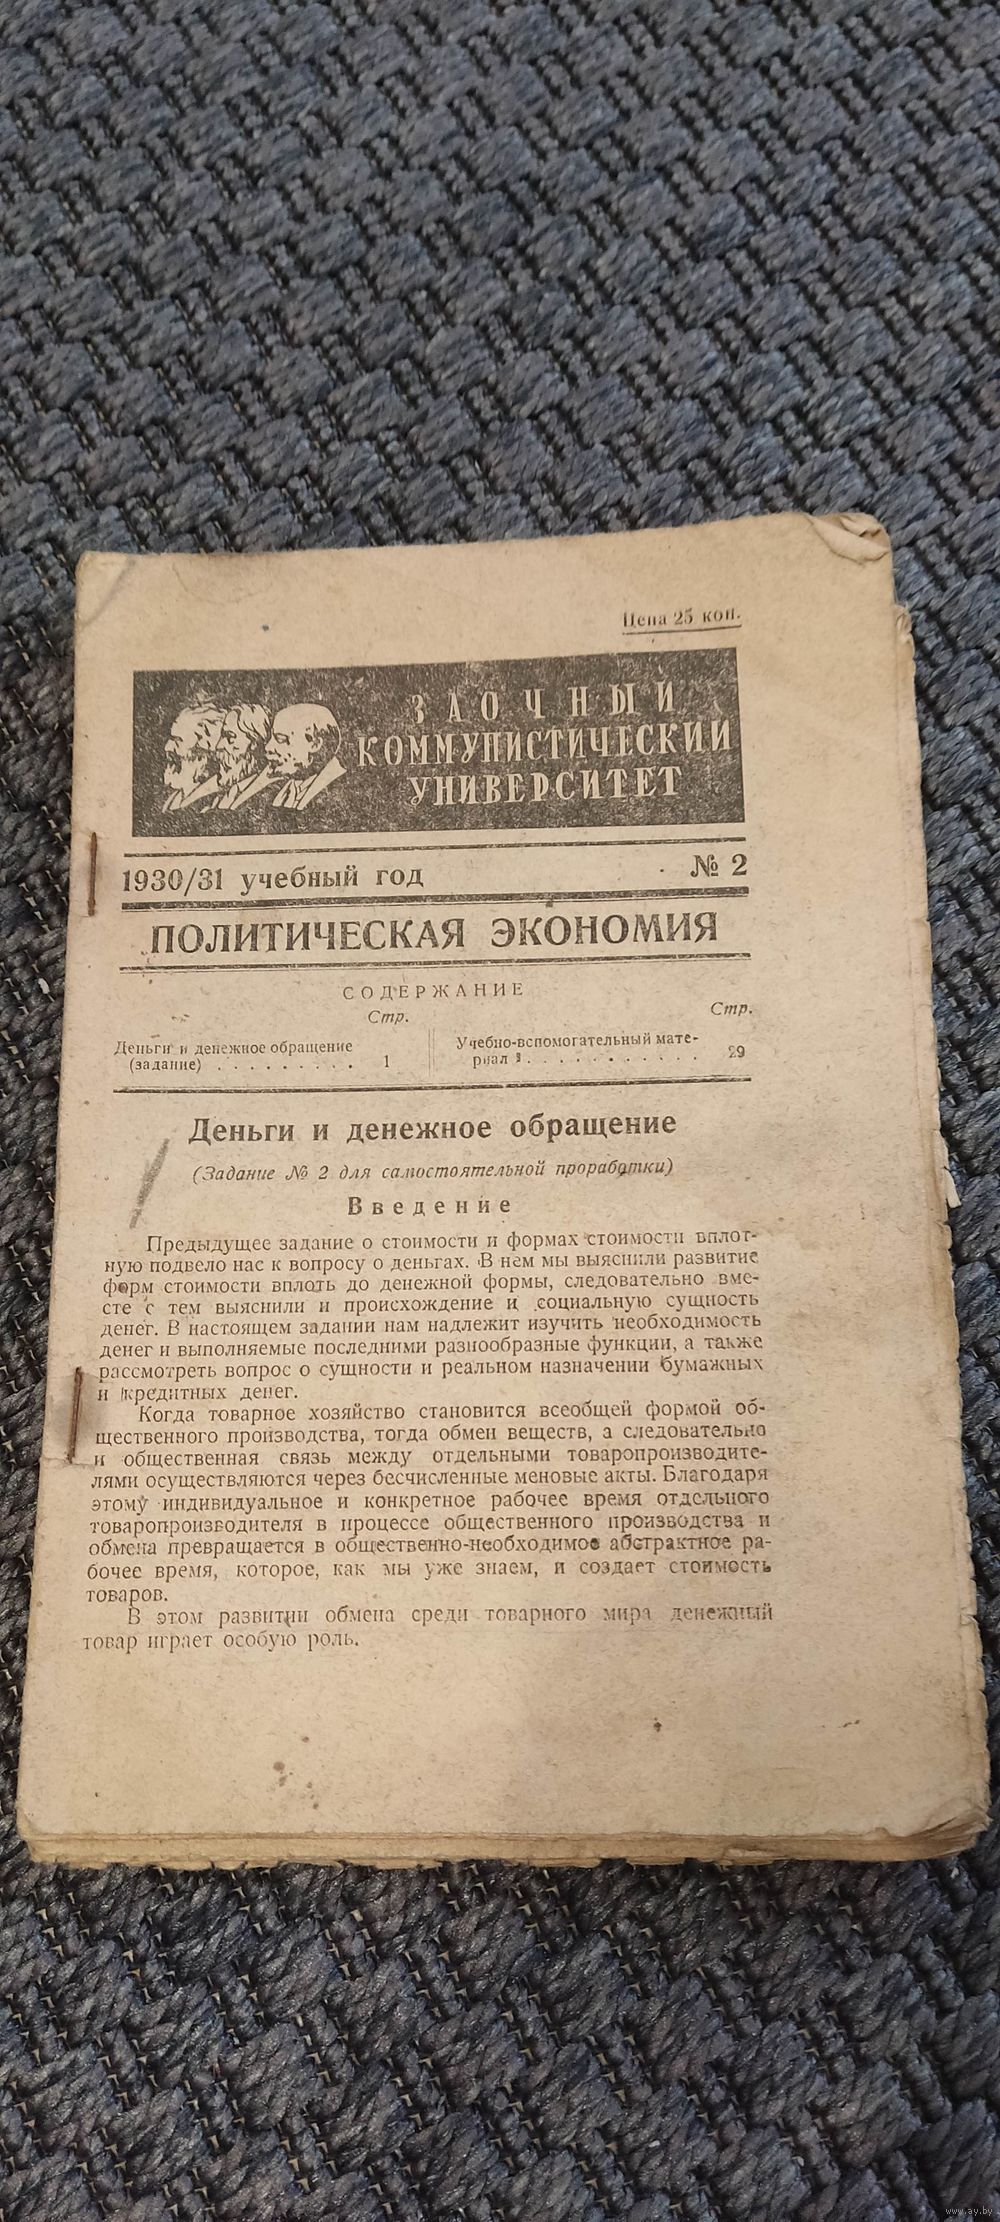 Цена 25 коп.
ЗАОЧНЫЙ
КОММУНИСТИЧЕСКИЙ
УНИВЕРСИТЕТ
1930/31 учебный год № 2
ПОЛИТИЧЕСКАЯ ЭКОНОМИЯ
СОДЕРЖАНИЕ
Стр. Стр.
Деньги и денежное обращение Учебно-вспомогательный мате-
(задание) . . . . . . . . . 1 риал . . . . . . . . . . . 29
Деньги и денежное обращение
(Задание № 2 для самостоятельной проработки)
Введение
Предыдущее задание о стоимости и формах стоимости вплот-
ную подвело нас к вопросу о деньгах. В нем мы выяснили развитие
форм стоимости вплоть до денежной формы, следовательно вме-
сте с тем выяснили и происхождение и социальную сущность
денег. В настоящем задании нам надлежит изучить необходимость
денег и выполняемые последними разнообразные функции, а также
рассмотреть вопрос о сущности и реальном назначении бумажных
и кредитных денег.
Когда товарное хозяйство становится всеобщей формой об-
щественного производства, тогда обмен веществ, а следовательно
и общественная связь между отдельными товаропроизводите-
лями осуществляются через бесчисленные меновые акты. Благодаря
этому индивидуальное и конкретное рабочее время отдельного
товаропроизводителя в процессе общественного производства и
обмена превращается в общественно-необходимое абстрактное ра-
бочее время, которое, как мы уже знаем, и создает стоимость
товаров.
В этом развитии обмена среди товарного мира денежный
товар играет особую роль.
www.ay.by